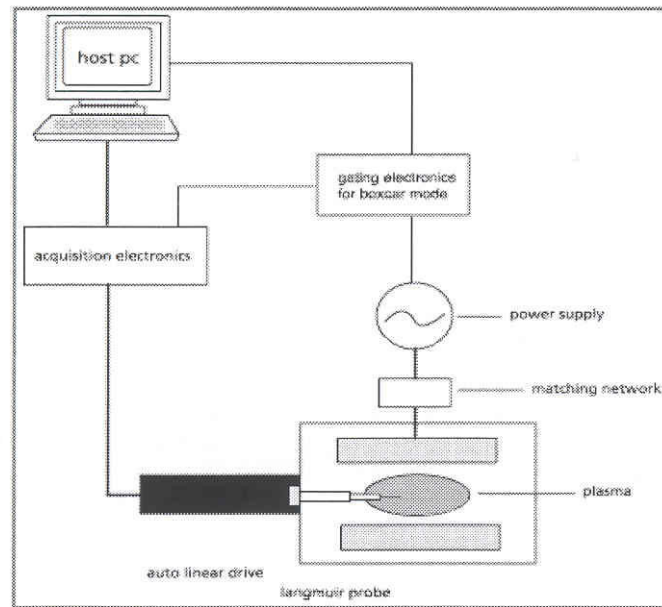 host pc
gating electronics
for boxcar mode
acquisition electronics
power supply
matching network
plasma
auto linear drive
langmuir probe